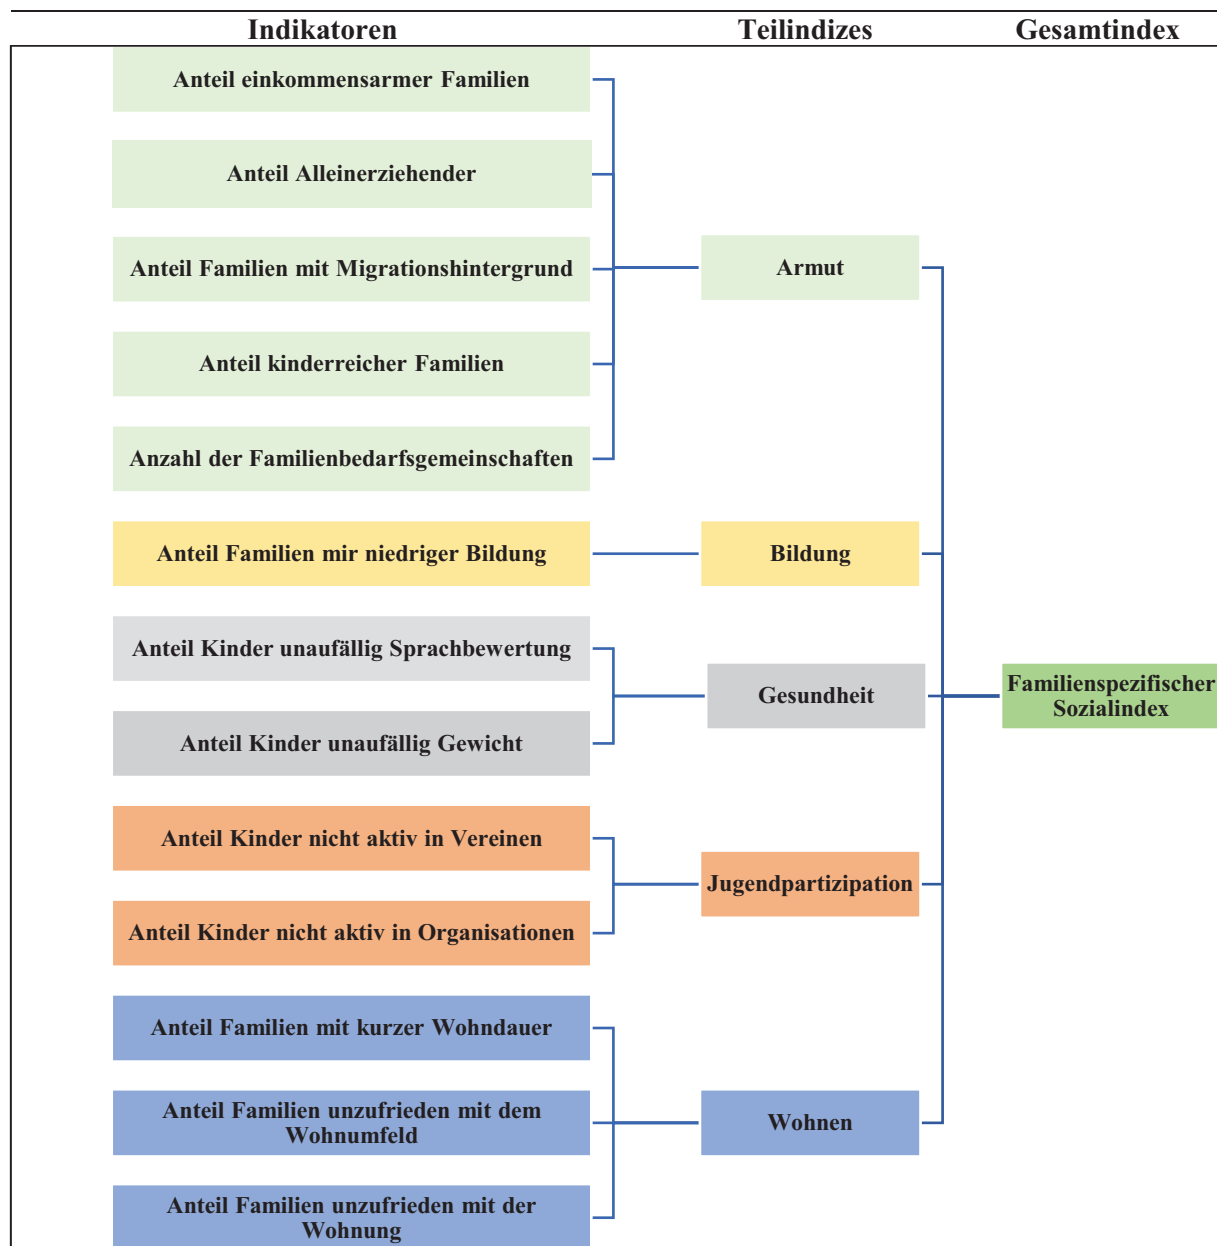 Indikatoren Teilindizes Gesamtindex
Anteil einkommensarmer Familien
Anteil Alleinerziehender
Anteil Familien mit Migrationshintergrund
Armut
Anteil kinderreicher Familien
Anzahl der Familienbedarfsgemeinschaften
Anteil Familien mir niedriger Bildung
Bildung
Anteil Kinder unaufällig Sprachbewertung
Gesundheit
Familienspezifischer
Sozialindex
Anteil Kinder unaufällig Gewicht
Anteil Kinder nicht aktiv in Vereinen
Jugendpartizipation
Anteil Kinder nicht aktiv in Organisationen
Anteil Familien mit kurzer Wohndauer
Anteil Familien unzufrieden mit dem
Wohnumfeld
Wohnen
Anteil Familien unzufrieden mit der
Wohnung